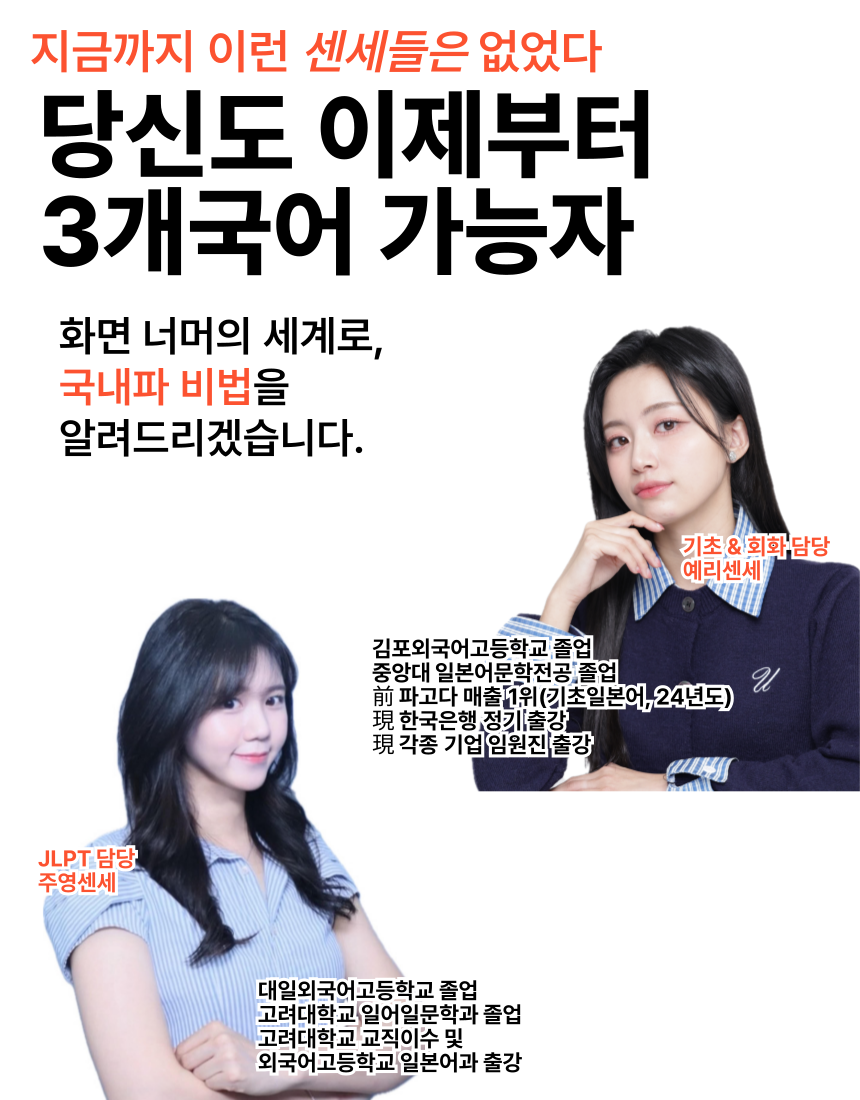 지금까지 이런 센세들은 없었다
당신도 이제부터
3개국어 가능자
화면 너머의 세계로,
국내파 비법을
알려드리겠습니다.
기초 & 회화 담당
예리센세
김포외국어고등학교 졸업
중앙대 일본어문학전공 졸업
前 파고다 매출 1위(기초일본어, 24년도)
現 한국은행 정기 출강
現 각종 기업 임원진 출강
U
JLPT 담당
주영센세
대일외국어고등학교 졸업
고려대학교 일어일문학과 졸업
고려대학교 교직이수 및
외국어고등학교 일본어과 출강